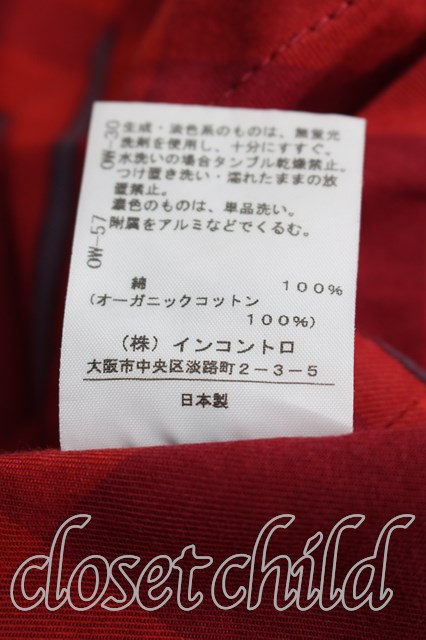 OW-30
OW-57
生成・淡色系のものは、無蛍光
洗剤を使用し、十分にすすぐ。
水洗いの場合タンブル乾燥禁止。
つけ置き洗い・濡れたままの放
置禁止。
濃色のものは、単品洗い。
附属をアルミなどでくるむ。
綿 100%
(オーガニックコットン
100%)
(株) インコントロ
大阪市中央区淡路町2-3-5
日本製
closet child